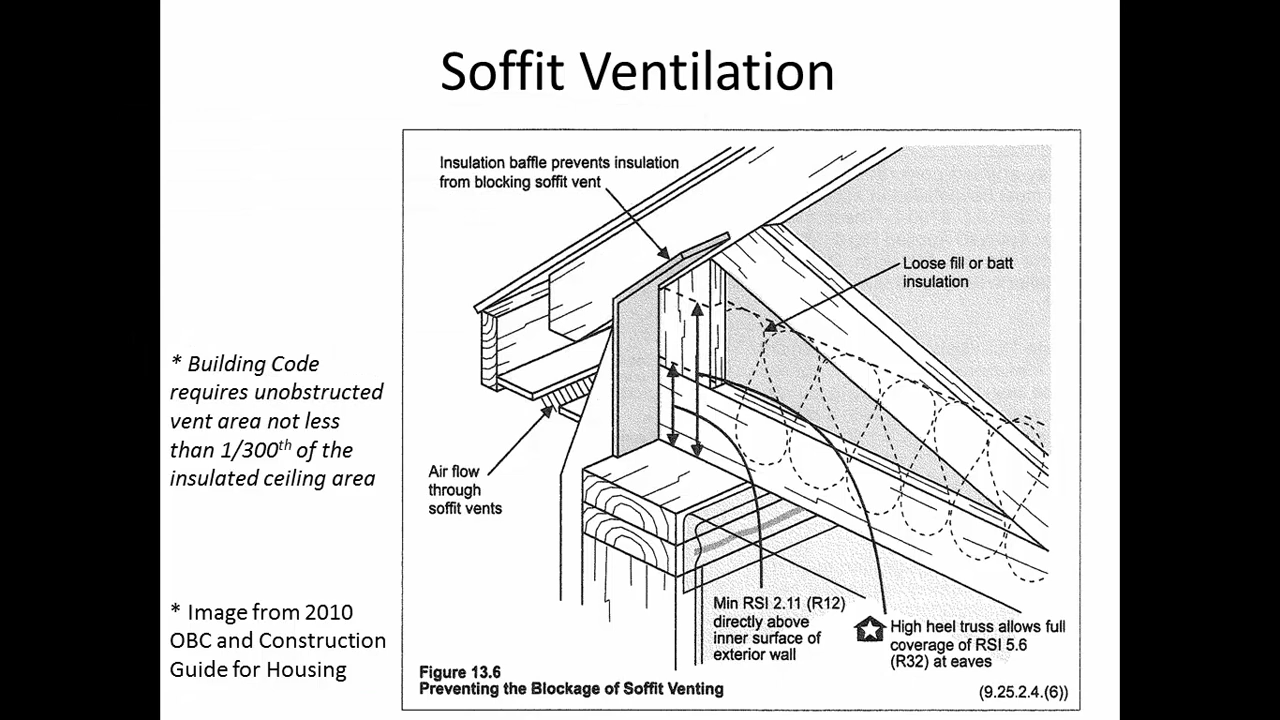 Soffit Ventilation
Insulation baffle prevents insulation
from blocking soffit vent
Loose fill or batt
insulation
* Building Code
requires unobstructed
vent area not less
than 1/300th of the
insulated ceiling area
Air flow
through
soffit vents
* Image from 2010
OBC and Construction
Guide for Housing
Min RSI 2.11 (R12)
directly above
inner surface of
exterior wall
High heel truss allows full
coverage of RSI 5.6
(R32) at eaves
Figure 13.6
Preventing the Blockage of Soffit Venting
(9.25.2.4.(6))